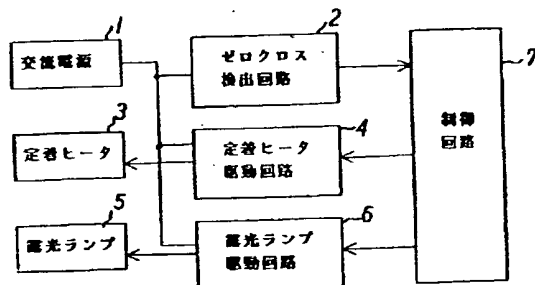 1
交流電源
2
ゼロクロス
検出回路
7
制御
回路
3
定着ヒータ
4
定着ヒータ
駆動回路
5
露光ランプ
6
露光ランプ
駆動回路